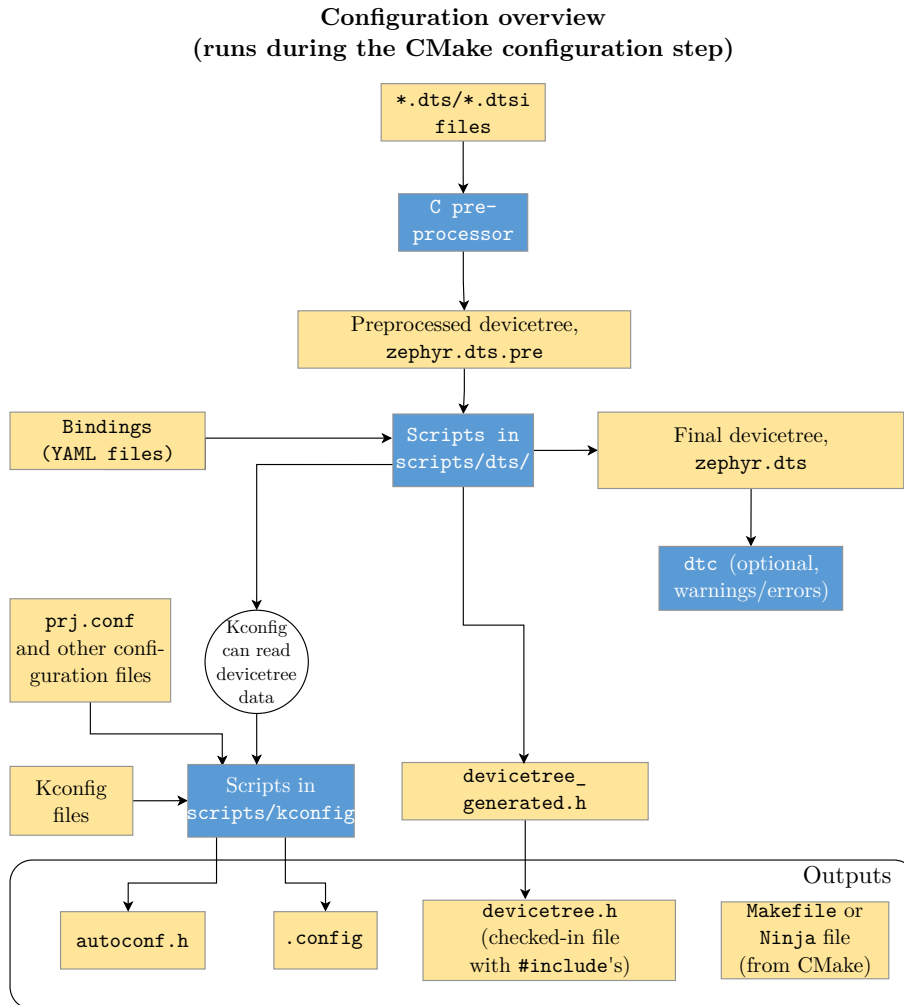 Configuration overview
(runs during the CMake configuration step)
*.dts/*.dtsi
files
C pre-
processor
Preprocessed devicetree,
zephyr.dts.pre
Bindings
(YAML files)
Scripts in
scripts/dts/
Final devicetree,
zephyr.dts
dtc (optional,
warnings/errors)
prj.conf
and other confi-
guration files
Kconfig
can read
devicetree
data
Kconfig
files
Scripts in
scripts/kconfig
devicetree_
generated.h
Outputs
autoconf.h
.config
devicetree.h
(checked-in file
with #include's)
Makefile or
Ninja file
(from CMake)